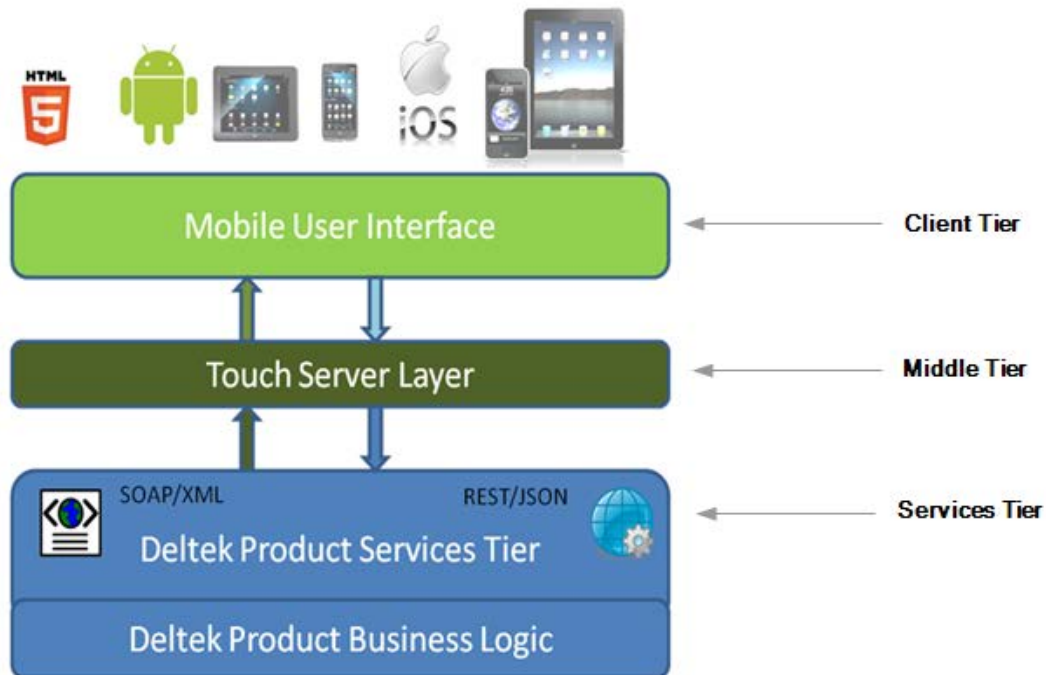 HTML
5
iOS
Mobile User Interface
Client Tier
Touch Server Layer
Middle Tier
SOAP/XML
REST/JSON
Services Tier
Deltek Product Services Tier
Deltek Product Business Logic